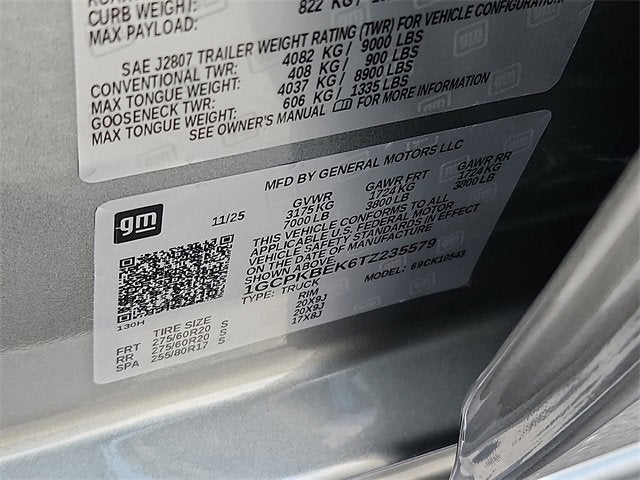 CURB WEIGHT:
MAX PAYLOAD:
822 KG /
SAE J2807 TRAILER WEIGHT RATING (TWR) FOR VEHICLE CONFIGURATION
CONVENTIONAL TWR: 4082 KG / 9000 LBS
MAX TONGUE WEIGHT: 408 KG / 900 LBS
GOOSENECK TWR: 4037 KG / 8900 LBS
MAX TONGUE WEIGHT: 606 KG / 1335 LBS
SEE OWNER'S MANUAL FOR MORE INFORMATION
gm
MFD BY GENERAL MOTORS LLC
11/25
GVWR GAWR FRT GAWR RR
3175 KG 1724 KG 1724 KG
7000 LB 3800 LB 3800 LB
THIS VEHICLE CONFORMS TO ALL
APPLICABLE U.S. FEDERAL MOTOR
VEHICLE SAFETY STANDARDS IN EFFECT
ON THE DATE OF MANUFACTURE
SHOWN ABOVE.
1GCPKBEK6TZ235579
TYPE: TRUCK MODEL: 69CK10543
130H
TIRE SIZE RIM
FRT 275/60R20 S 20X9J
RR 275/60R20 S 20X9J
SPA 255/80R17 S 17X8J